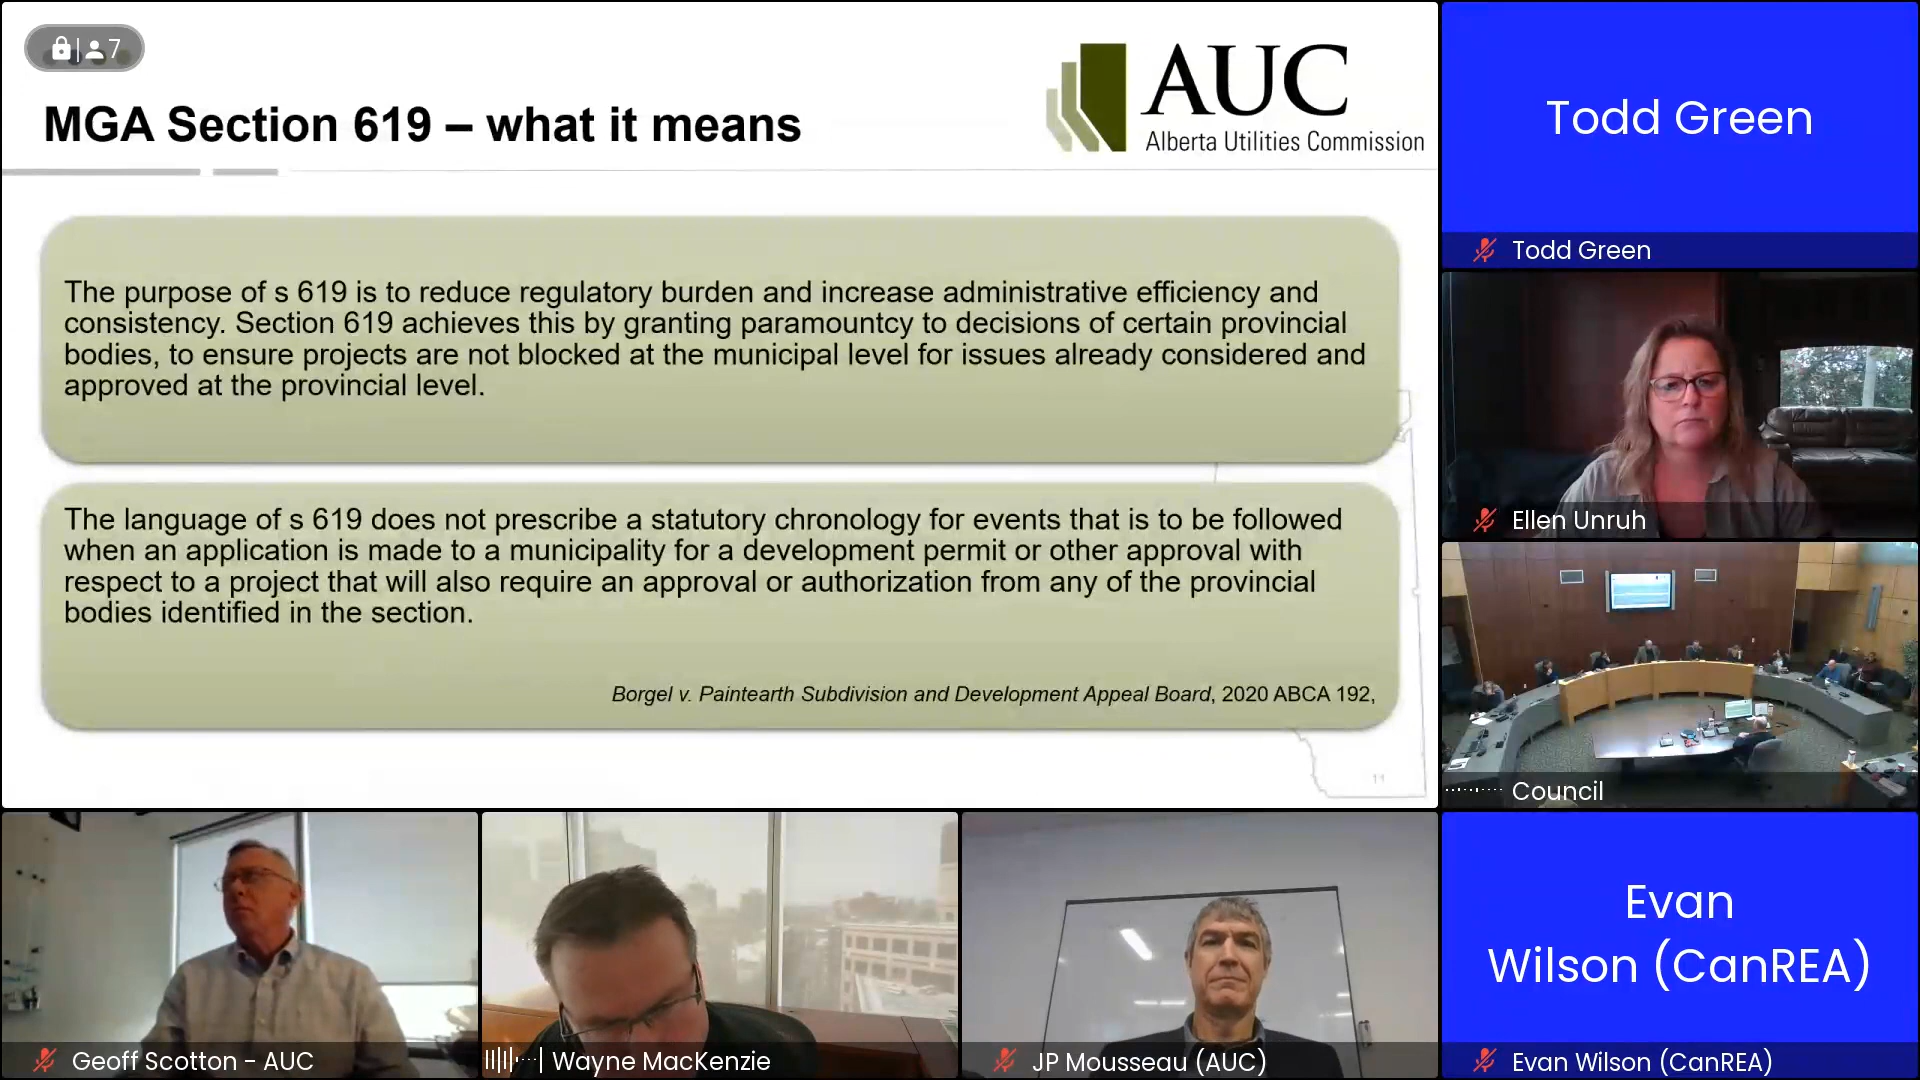 7
MGA Section 619 – what it means
AUC
Alberta Utilities Commission
The purpose of s 619 is to reduce regulatory burden and increase administrative efficiency and
consistency. Section 619 achieves this by granting paramountcy to decisions of certain provincial
bodies, to ensure projects are not blocked at the municipal level for issues already considered and
approved at the provincial level.
The language of s 619 does not prescribe a statutory chronology for events that is to be followed
when an application is made to a municipality for a development permit or other approval with
respect to a project that will also require an approval or authorization from any of the provincial
bodies identified in the section.
Borgel v. Paintearth Subdivision and Development Appeal Board, 2020 ABCA 192,
11
Todd Green
Todd Green
Ellen Unruh
Council
Geoff Scotton - AUC
Wayne MacKenzie
JP Mousseau (AUC)
Evan
Wilson (CanREA)
Evan Wilson (CanREA)